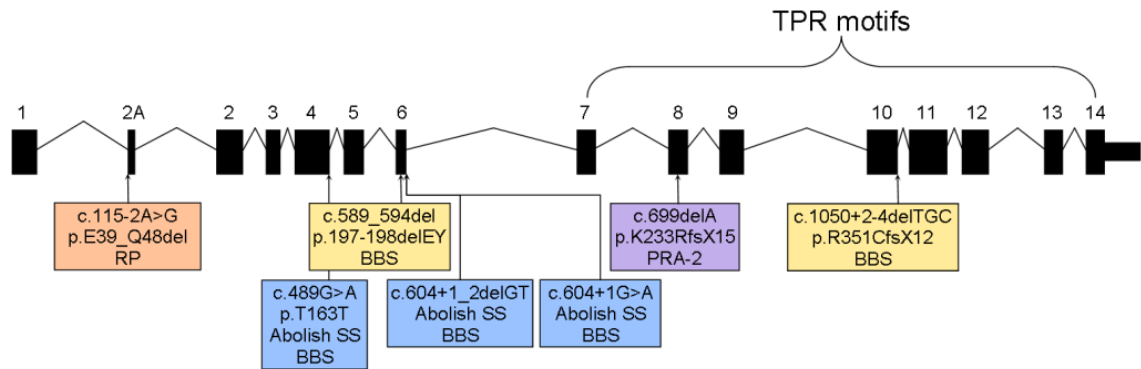 TPR motifs
1 2A 2 3 4 5 6 7 8 9 10 11 12 13 14
c.115-2A>G
p.E39_Q48del
RP
c.589_594del
p.197-198delEY
BBS
c.699delA
p.K233RfsX15
PRA-2
c.1050+2-4delTGC
p.R351CfsX12
BBS
c.489G>A
p.T163T
Abolish SS
BBS
c.604+1_2delGT
Abolish SS
BBS
c.604+1G>A
Abolish SS
BBS